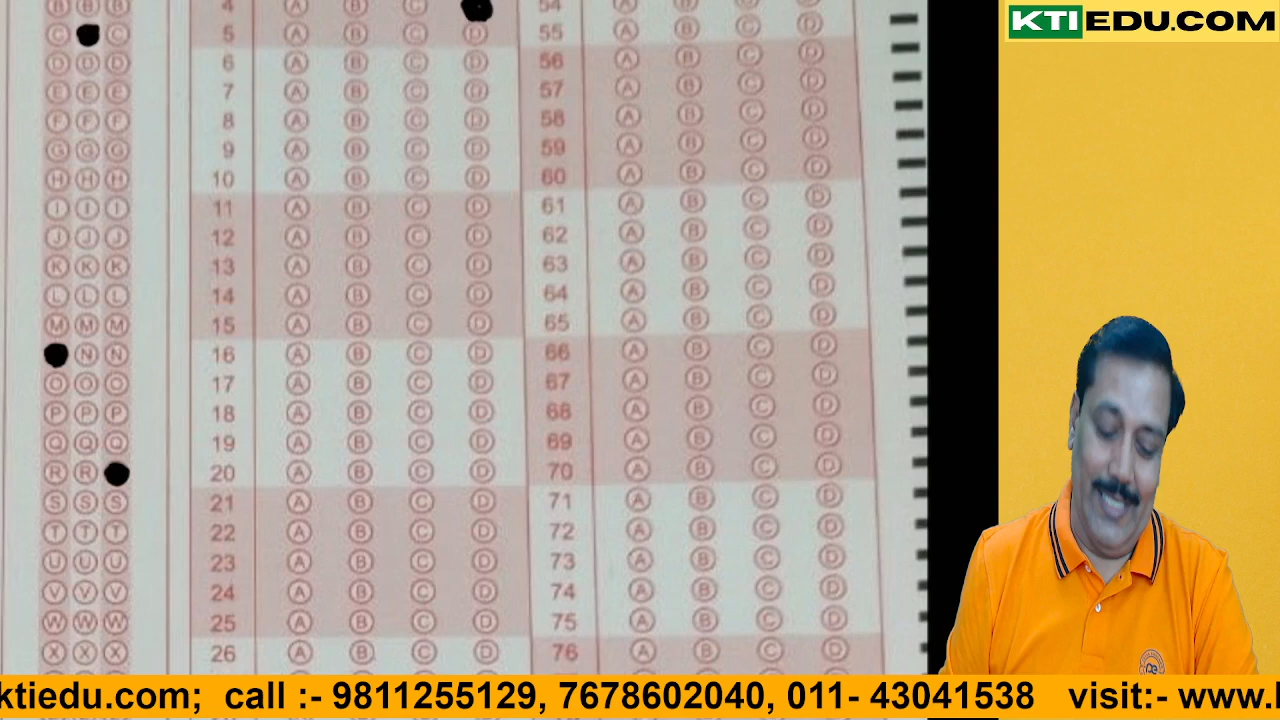 KTIEDU.COM
B B B
C C
D D D
E E E
F F F
G G G
H H H
I I I
J J J
K K K
L L L
M M M
N N
O O O
P P P
Q Q Q
R R
S S S
T T T
U U U
V V V
W W W
X X X
4 A B C
5 A B C D
6 A B C D
7 A B C D
8 A B C D
9 A B C D
10 A B C D
11 A B C D
12 A B C D
13 A B C D
14 A B C D
15 A B C D
16 A B C D
17 A B C D
18 A B C D
19 A B C D
20 A B C D
21 A B C D
22 A B C D
23 A B C D
24 A B C D
25 A B C D
26 A B C D
54 A B C D
55 A B C D
56 A B C D
57 A B C D
58 A B C D
59 A B C D
60 A B C D
61 A B C D
62 A B C D
63 A B C D
64 A B C D
65 A B C D
66 A B C D
67 A B C D
68 A B C D
69 A B C D
70 A B C D
71 A B C D
72 A B C D
73 A B C D
74 A B C D
75 A B C D
76 A B C D
ktiedu.com; call :- 9811255129, 7678602040, 011- 43041538 visit:- www.